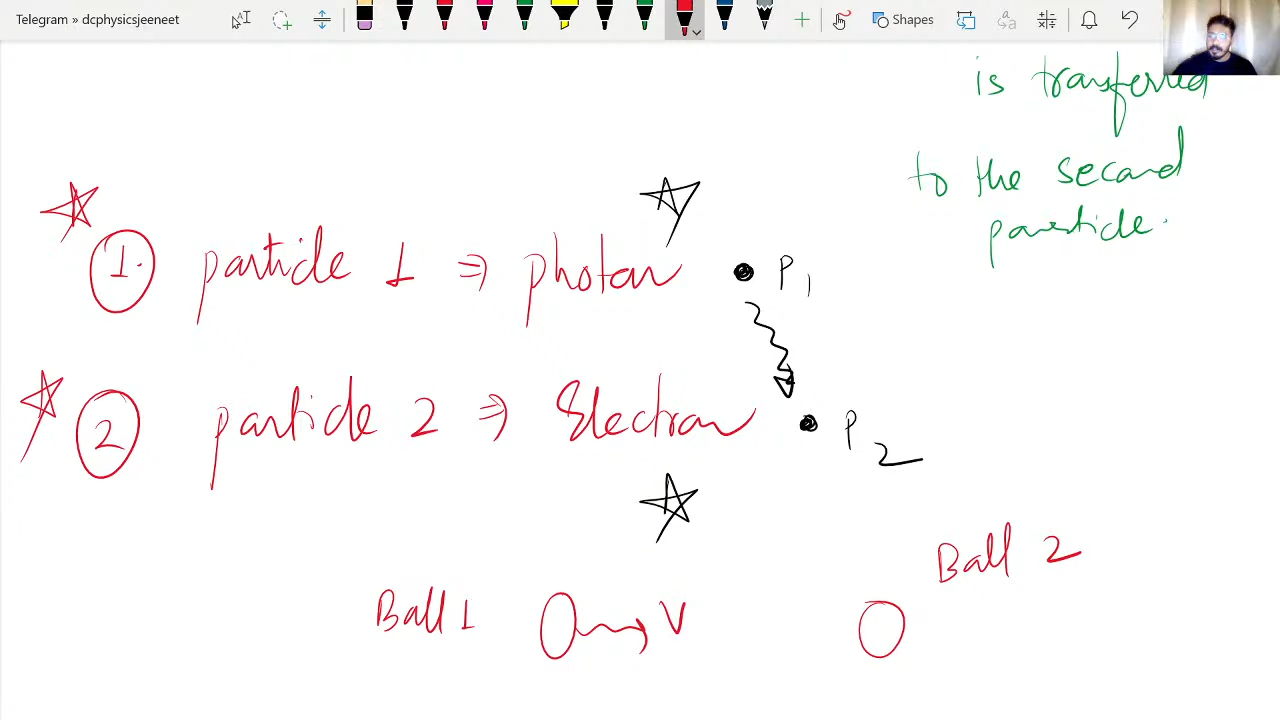 Telegram » dcphysicsjeeneet
Shapes
is transferred
to the second
particle.
1. particle 1 ⇒ photon
P1
2 particle 2 ⇒ Electron
P2
Ball 2
Ball 1
V